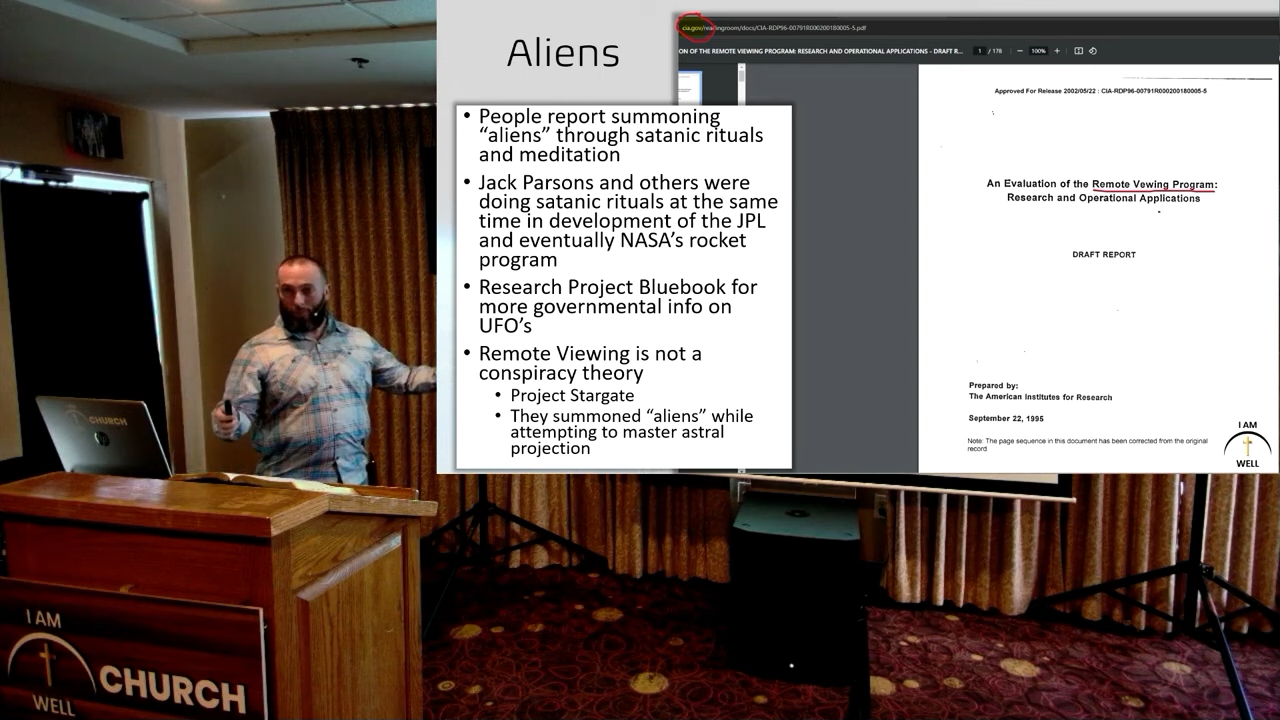 Aliens
• People report summoning
“aliens” through satanic rituals
and meditation
• Jack Parsons and others were
doing satanic rituals at the same
time in development of the JPL
and eventually NASA’s rocket
program
• Research Project Bluebook for
more governmental info on
UFO’s
• Remote Viewing is not a
conspiracy theory
• Project Stargate
• They summoned “aliens” while
attempting to master astral
projection
cia.gov/readingroom/docs/CIA-RDP96-00791R000200180005-5.pdf
ON OF THE REMOTE VIEWING PROGRAM: RESEARCH AND OPERATIONAL APPLICATIONS - DRAFT R...
1 / 178
100%
Approved For Release 2002/05/22 : CIA-RDP96-00791R000200180005-5
An Evaluation of the Remote Vewing Program:
Research and Operational Applications
DRAFT REPORT
Prepared by:
The American Institutes for Research
September 22, 1995
Note: The page sequence in this document has been corrected from the original
record
I AM
WELL
CHURCH
I AM
WELL
CHURCH